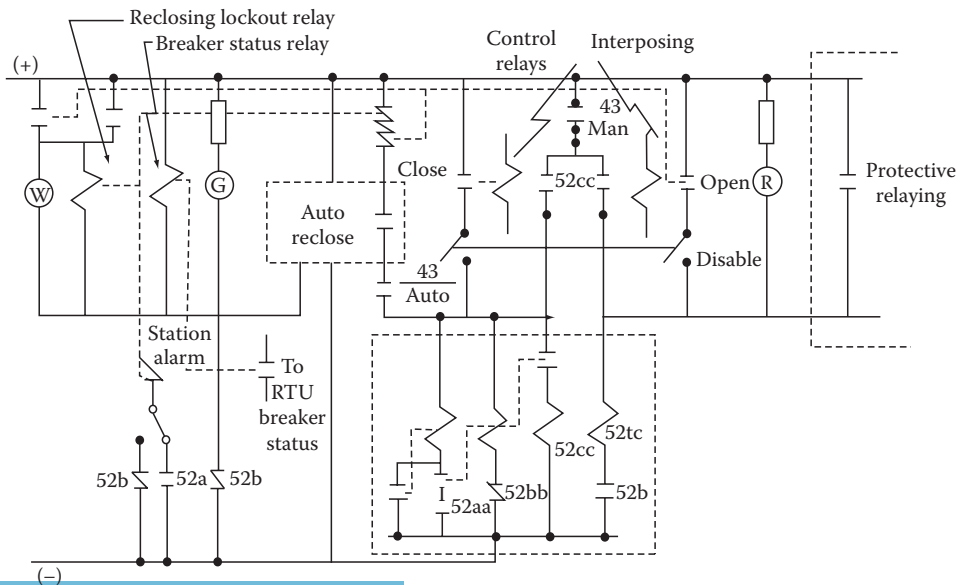 Reclosing lockout relay
Breaker status relay
Control
relays
Interposing
(+)
43
Man
W
G
Close
52cc
Open
R
Protective
relaying
Auto
reclose
Disable
43
Auto
Station
alarm
To
RTU
breaker
status
52cc
52tc
52b
52a
52b
I
52aa
52bb
52b
(–)